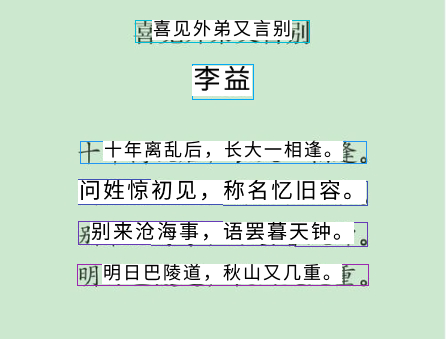 喜见外弟又言别
李益
十年离乱后，长大一相逢。
问姓惊初见，称名忆旧容。
别来沧海事，语罢暮天钟。
明日巴陵道，秋山又几重。